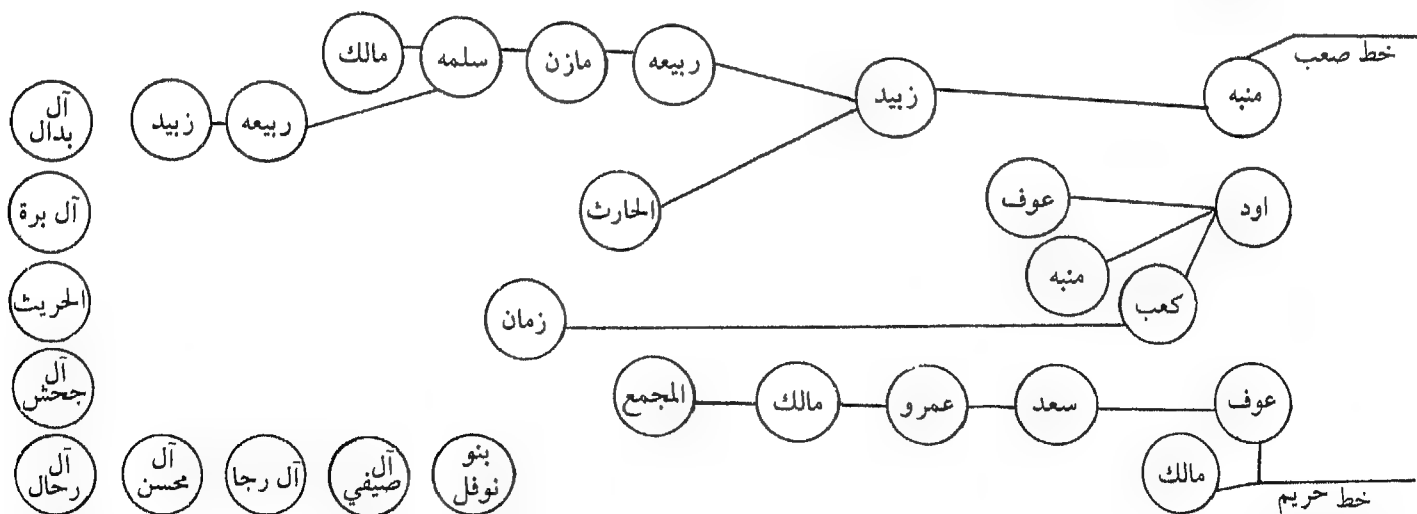 خط صعب
منبه
زبيد
ربيعه
مازن
سلمه
مالك
ربيعه
زبيد
آل
بدال
الحارث
اود
عوف
منبه
كعب
زمان
آل برة
الحريث
آل
جحش
عوف
سعد
عمرو
مالك
المجمع
خط حريم
مالك
بنو
نوفل
آل
صيفي
آل رجا
آل
محسن
آل
رحال